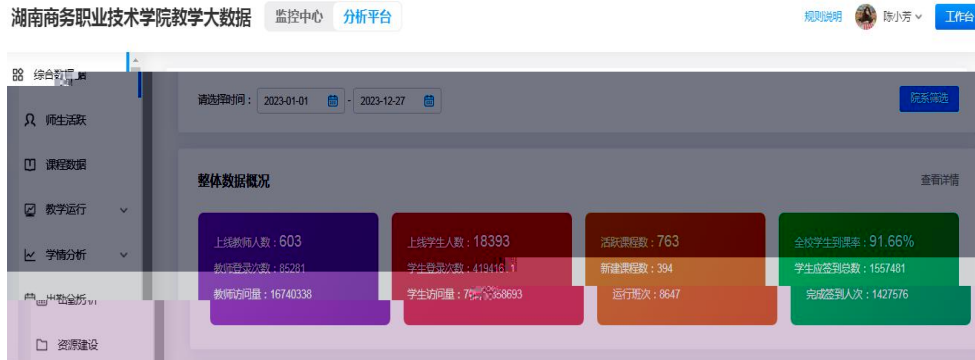 湖南商务职业技术学院教学大数据 监控中心 分析平台 规则说明 陈小芳 工作台
综合数据
请选择时间： 2023-01-01 - 2023-12-27 院系筛选
师生活跃
课程数据
整体数据概况 查看详情
教学运行
上线教师人数：603 上线学生人数：18393 活跃课程数：763 全校学生到课率：91.66%
学情分析
教师登录次数：85281 学生登录次数： 新建课程数：394 学生应签到总数：1557481
教师访问量：16740338 学生访问量： 运行班次：8647 完成签到人次：1427576
资源建设